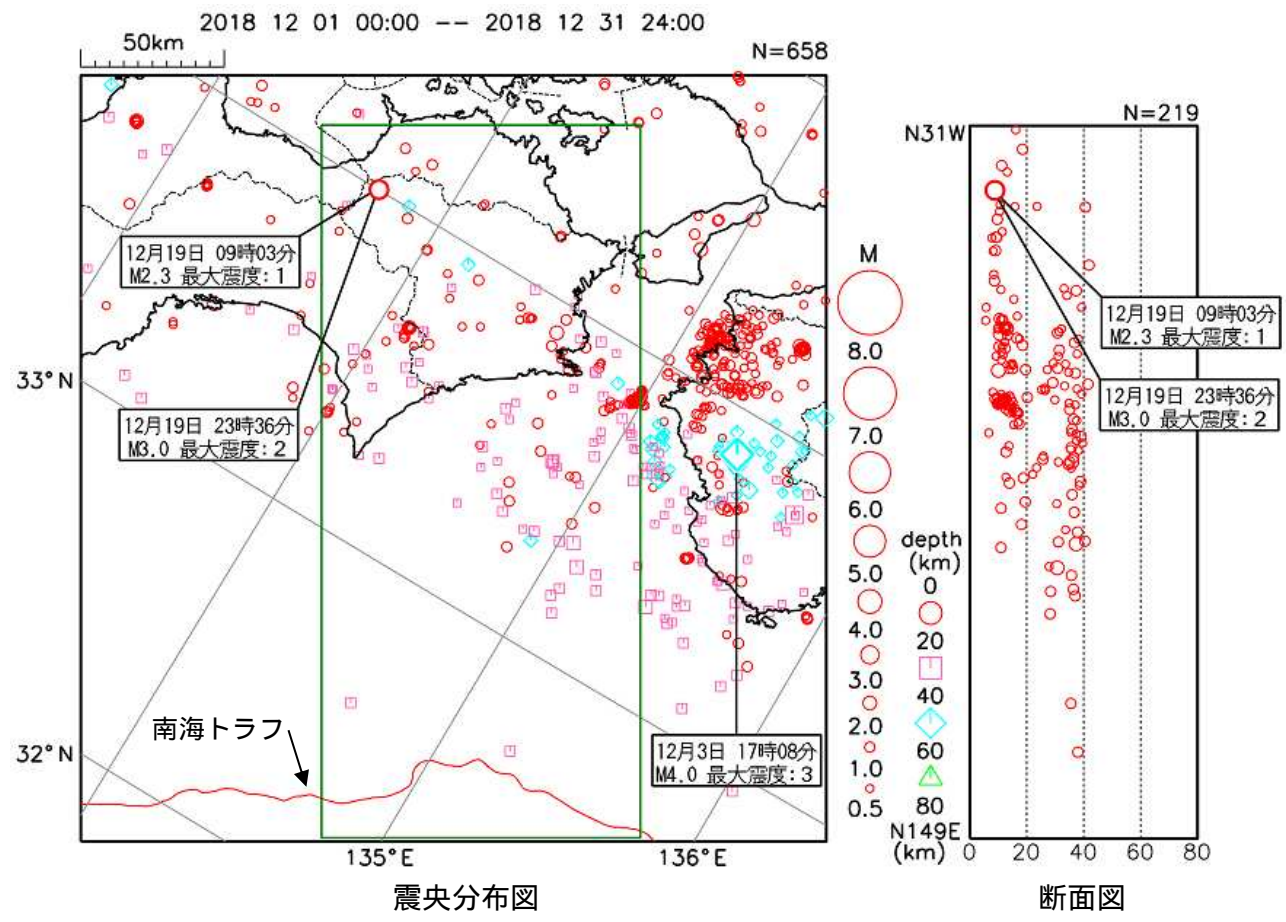 2018 12 01 00:00 -- 2018 12 31 24:00
50km
N=658
N=219
N31W
12月19日 09時03分
M2.3 最大震度:1
12月19日 23時36分
M3.0 最大震度:2
12月3日 17時08分
M4.0 最大震度:3
33°N
32°N
南海トラフ
135°E
136°E
震央分布図
M
8.0
7.0
6.0
5.0
4.0
3.0
2.0
1.0
0.5
depth
(km)
0
20
40
60
80
12月19日 09時03分
M2.3 最大震度:1
12月19日 23時36分
M3.0 最大震度:2
N149E
(km)
0 20 40 60 80
断面図